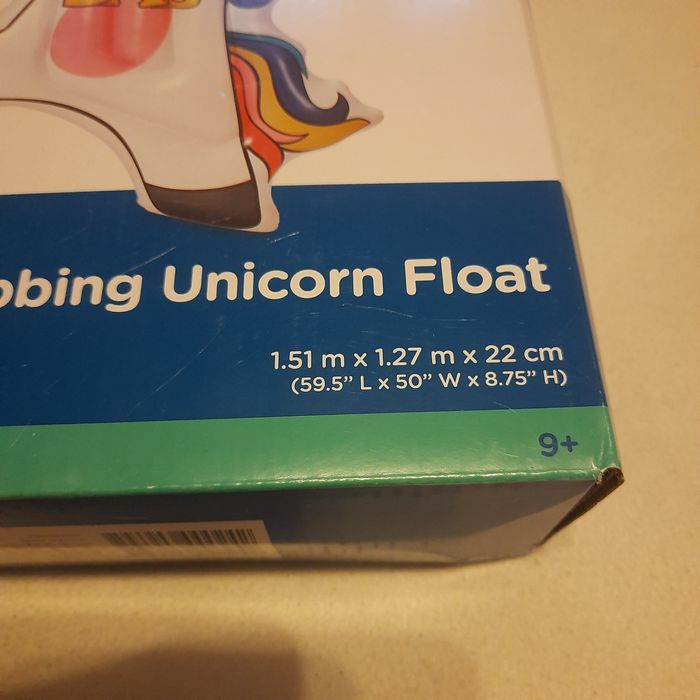 bbing Unicorn Float
1.51 m x 1.27 m x 22 cm
(59.5” L x 50” W x 8.75” H)
9+